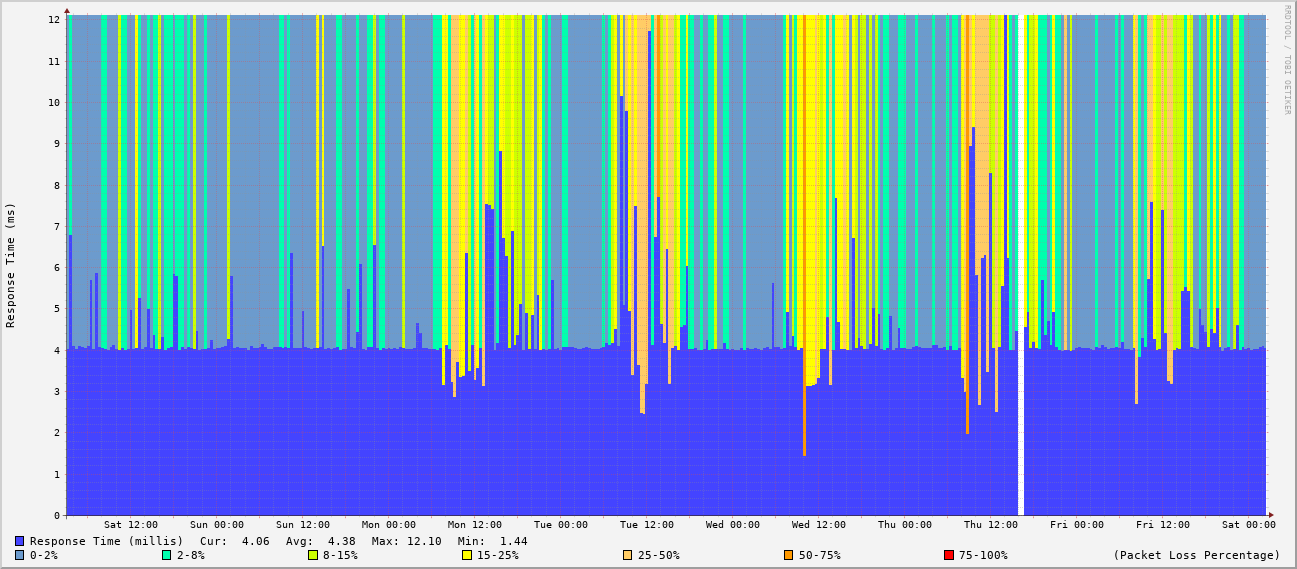 RRDTOOL / TOBI OETIKER
Response Time (ms)
12
11
10
9
8
7
6
5
4
3
2
1
0
Sat 12:00 Sun 00:00 Sun 12:00 Mon 00:00 Mon 12:00 Tue 00:00 Tue 12:00 Wed 00:00 Wed 12:00 Thu 00:00 Thu 12:00 Fri 00:00 Fri 12:00 Sat 00:00
Response Time (millis) Cur: 4.06 Avg: 4.38 Max: 12.10 Min: 1.44
0-2% 2-8% 8-15% 15-25% 25-50% 50-75% 75-100% (Packet Loss Percentage)